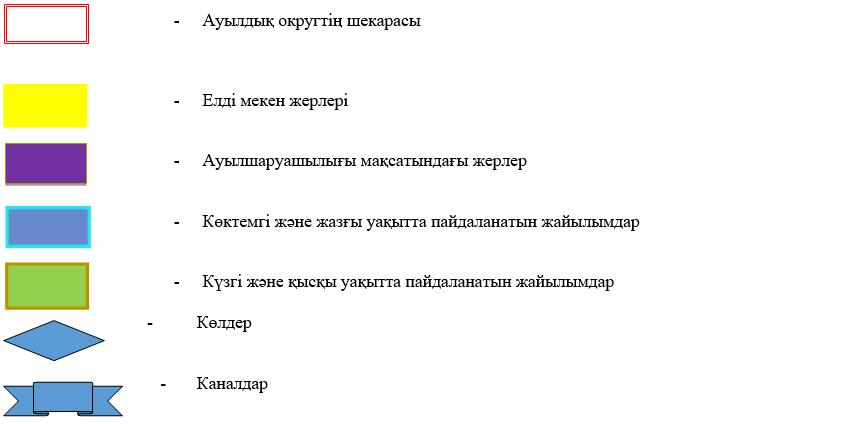 - Ауылдық округтің шекарасы
- Елді мекен жерлері
- Ауылшаруашылығы мақсатындағы жерлер
- Көктемгі және жазғы уақытта пайдаланатын жайылымдар
- Күзгі және қысқы уақытта пайдаланатын жайылымдар
- Көлдер
- Каналдар